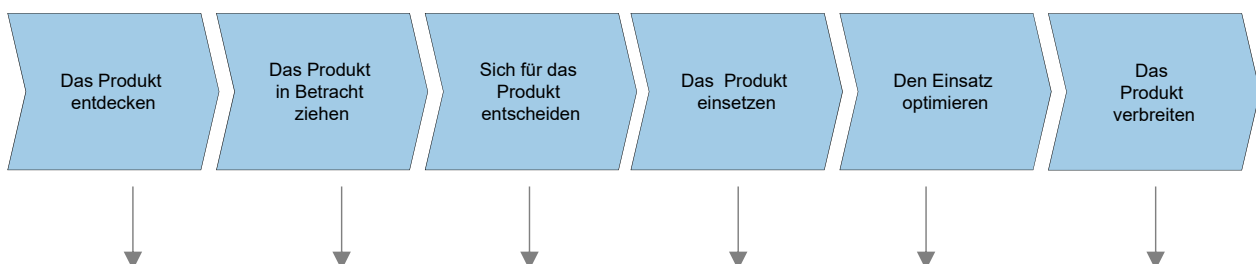 Das Produkt
entdecken
Das Produkt
in Betracht
ziehen
Sich für das
Produkt
entscheiden
Das Produkt
einsetzen
Den Einsatz
optimieren
Das
Produkt
verbreiten